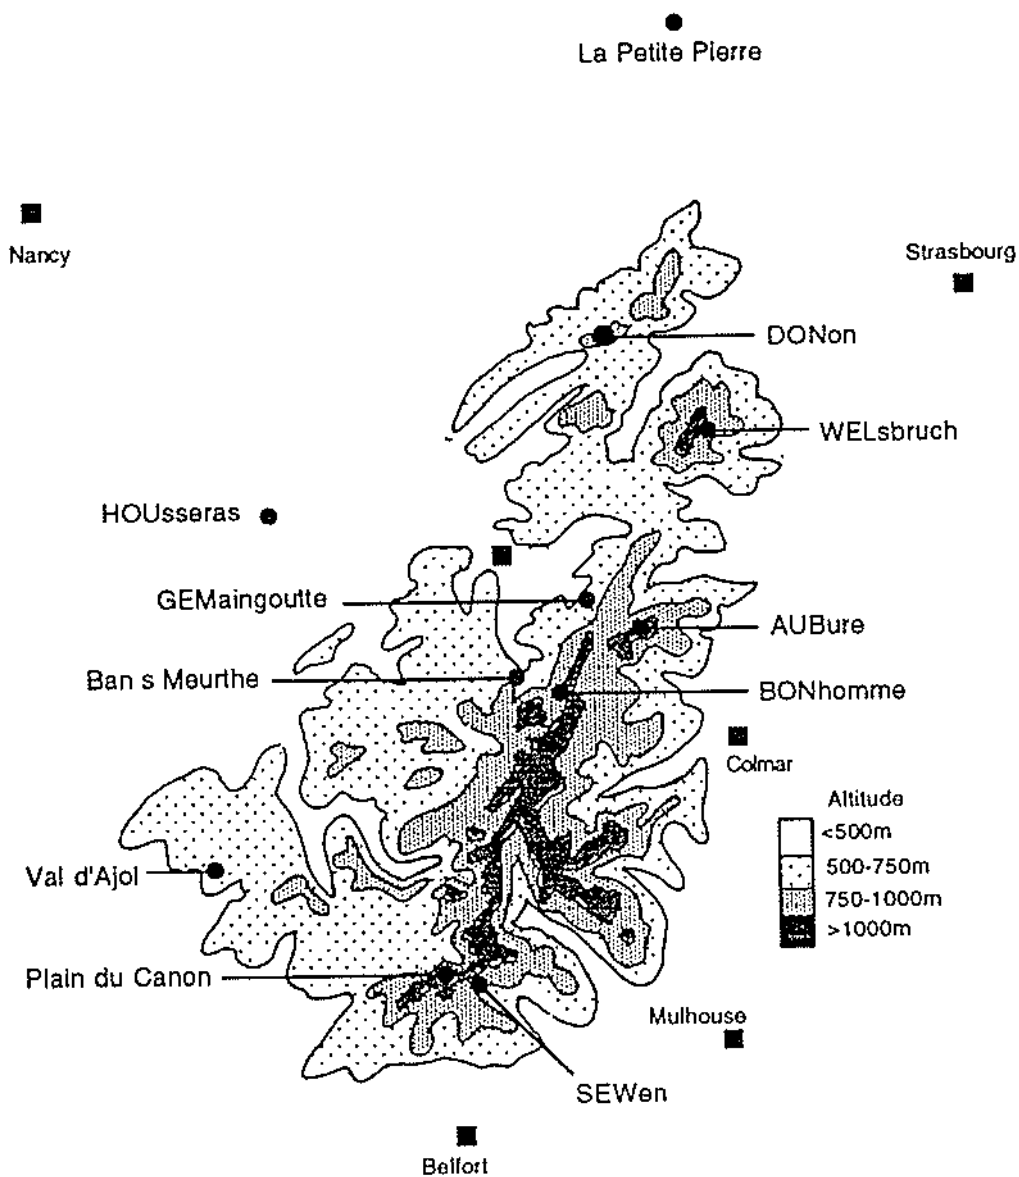 La Petite Pierre
Nancy
Strasbourg
DONon
WELsbruch
HOUsseras
GEMaingoutte
AUBure
Ban s Meurthe
BONhomme
Colmar
Altitude
<500m
500-750m
750-1000m
>1000m
Val d'Ajol
Plain du Canon
Mulhouse
SEWen
Belfort